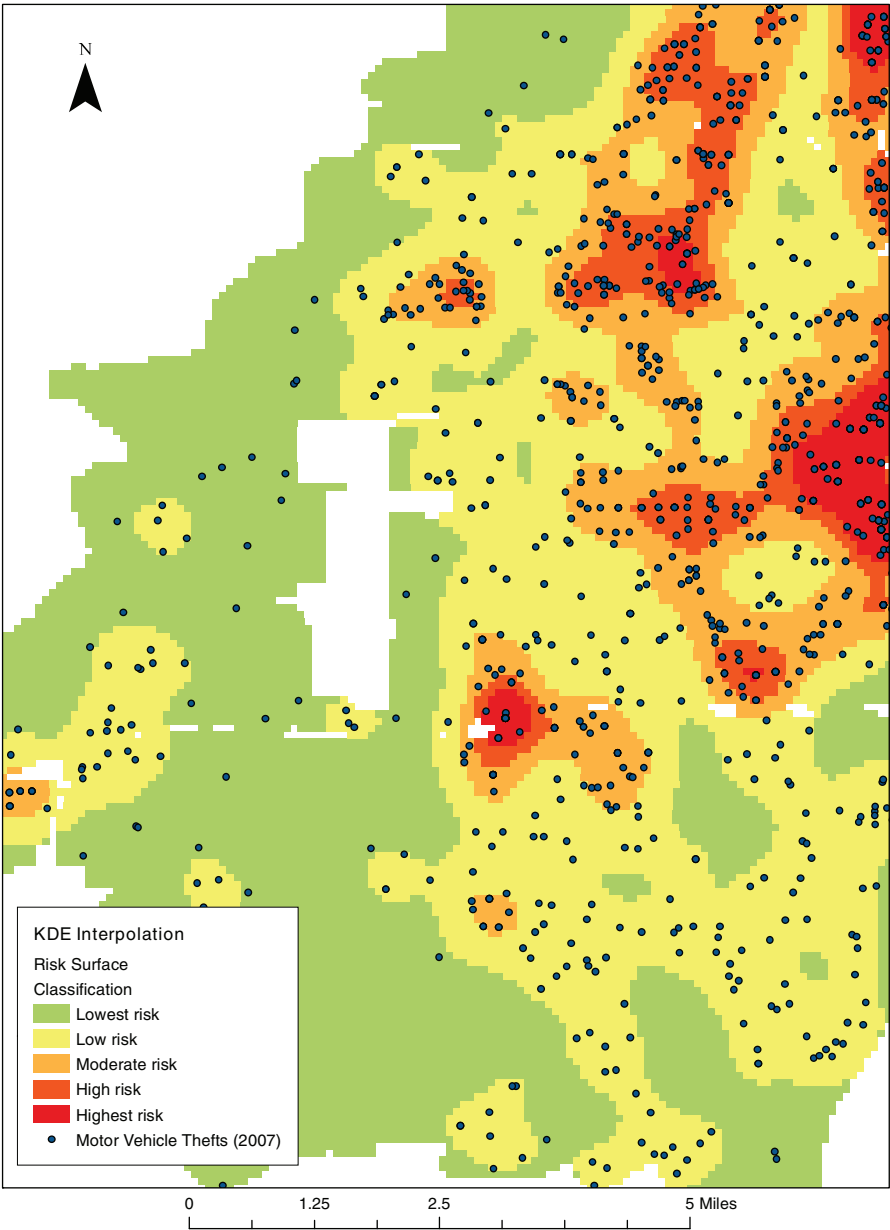 N
KDE Interpolation
Risk Surface
Classification
Lowest risk
Low risk
Moderate risk
High risk
Highest risk
Motor Vehicle Thefts (2007)
0 1.25 2.5 5 Miles